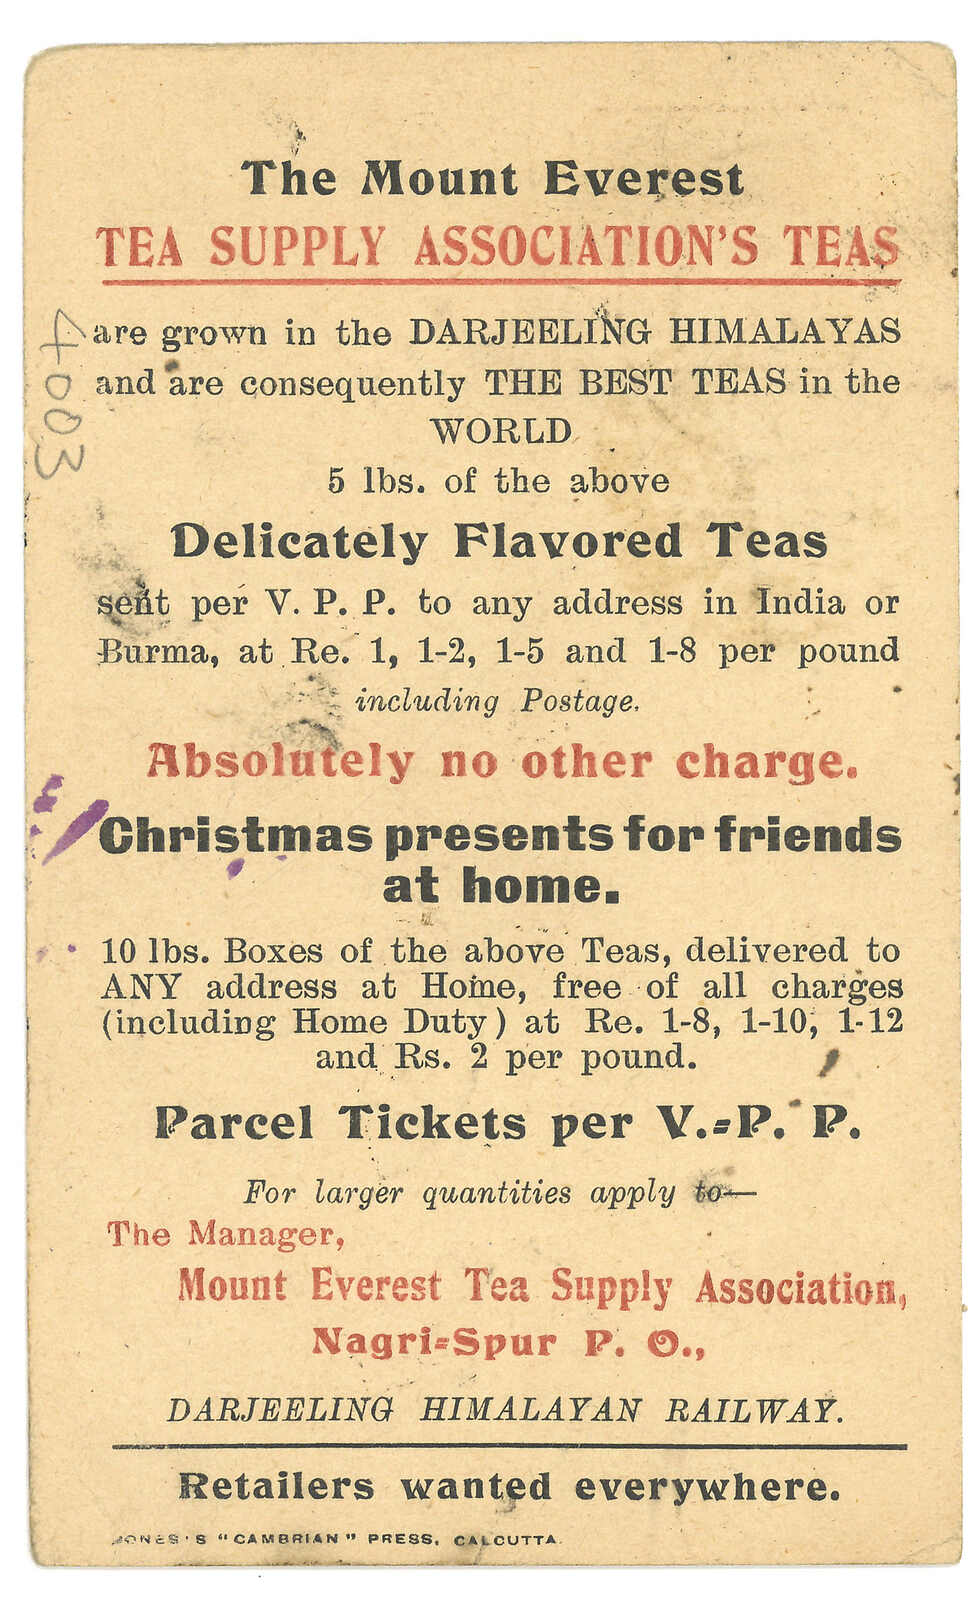 The Mount Everest
TEA SUPPLY ASSOCIATION'S TEAS
are grown in the DARJEELING HIMALAYAS
and are consequently THE BEST TEAS in the
WORLD
5 lbs. of the above
Delicately Flavored Teas
sent per V. P. P. to any address in India or
Burma, at Re. 1, 1-2, 1-5 and 1-8 per pound
including Postage.
Absolutely no other charge.
Christmas presents for friends
at home.
10 lbs. Boxes of the above Teas, delivered to
ANY address at Home, free of all charges
(including Home Duty) at Re. 1-8, 1-10, 1-12
and Rs. 2 per pound.
Parcel Tickets per V.-P. P.
For larger quantities apply to—
The Manager,
Mount Everest Tea Supply Association,
Nagri-Spur P. O.,
DARJEELING HIMALAYAN RAILWAY.
Retailers wanted everywhere.
JONES'S "CAMBRIAN" PRESS, CALCUTTA.
4003